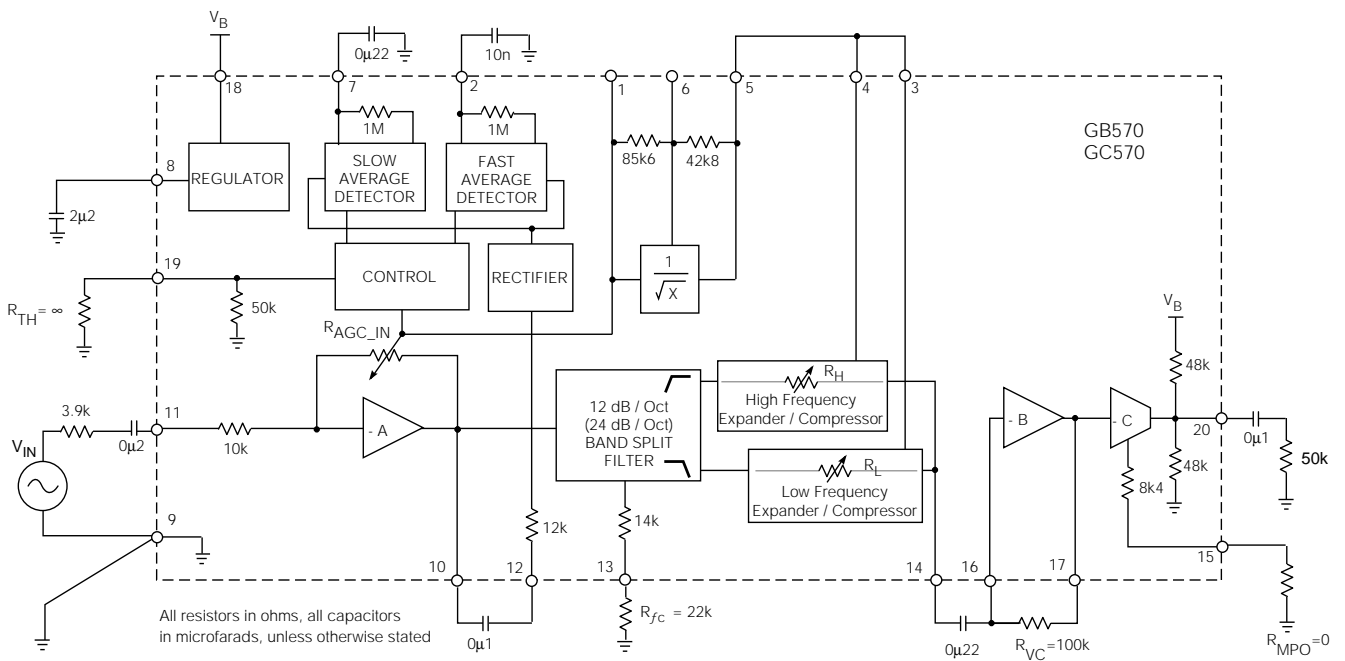 V_B
0µ22
10n
18
7
2
1
6
5
4
3
1M
1M
85k6
42k8
GB570
GC570
8
REGULATOR
SLOW
AVERAGE
DETECTOR
FAST
AVERAGE
DETECTOR
2µ2
19
CONTROL
RECTIFIER
1
√X
R_TH = ∞
50k
R_AGC_IN
V_B
48k
R_H
High Frequency
Expander / Compressor
3.9k
11
V_IN
0µ2
10k
- A
12 dB / Oct
(24 dB / Oct)
BAND SPLIT
FILTER
- B
- C
20
0µ1
50k
48k
8k4
R_L
Low Frequency
Expander / Compressor
9
12k
14k
15
10
12
13
14
16
17
All resistors in ohms, all capacitors
in microfarads, unless otherwise stated
0µ1
R_fc = 22k
0µ22
R_VC=100k
R_MPO=0